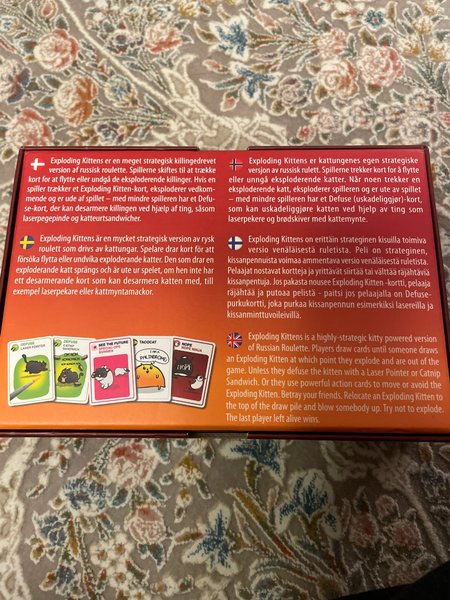 Exploding Kittens er en meget strategisk killingedrevet
version af russisk roulette. Spillerne skiftes til at trække
kort for at flytte eller undgå de eksploderende killinger. Hvis en
spiller trækker et Exploding Kitten-kort, eksploderer vedkom-
mende og er ude af spillet – med mindre spilleren har et Defu-
se-kort, der kan desarmere killingen ved hjælp af ting, såsom
laserpegepinde og katteurtsandwicher.
Exploding Kittens är en mycket strategisk version av rysk
roulett som drivs av kattungar. Spelare drar kort för att
försöka flytta eller undvika exploderande katter. Den som drar en
exploderande katt sprängs och är ute ur spelet, om hen inte har
ett desarmerande kort som kan desarmera katten med, till
exempel laserpekare eller kattmyntamackor.
DEFUSE
LASER POINTER
DEFUSE
CATNIP SANDWICH
SEE THE FUTURE
SPECIAL-OPS
BUNNIES
TACOCAT
PALINDROME
NOPE
NOPE NINJA
Exploding Kittens er kattungenes egen strategiske
versjon av russisk rulett. Spillerne trekker kort for å flytte
eller unngå eksploderende katter. Når noen trekker en
eksploderende katt, eksploderer spilleren og er ute av spillet
– med mindre spilleren har et Defuse (uskadeliggjør)-kort,
som kan uskadeliggjøre katten ved hjelp av ting som
laserpekere og brødskiver med kattemynte.
Exploding Kittens on erittäin strateginen kisuilla toimiva
versio venäläisestä ruletista. Peli on strateginen,
kissanpennuista voimaa ammentava versio venäläisestä ruletista.
Pelaajat nostavat kortteja ja yrittävät siirtää tai välttää räjähtäviä
kissanpentuja. Jos pakasta nousee Exploding Kitten -kortti, pelaaja
räjähtää ja putoaa pelistä - paitsi jos pelaajalla on Defuse-
purkukortti, joka purkaa kissanpennun esimerkiksi lasereilla ja
kissanminttuvoileivillä.
Exploding Kittens is a highly-strategic kitty powered version
of Russian Roulette. Players draw cards until someone draws
an Exploding Kitten at which point they explode and are out of the
game. Unless they defuse the kitten with a Laser Pointer or Catnip
Sandwich. Or they use powerful action cards to move or avoid the
Exploding Kitten. Betray your friends. Relocate an Exploding Kitten to
the top of the draw pile and blow somebody up. Try not to explode.
The last player left alive wins.